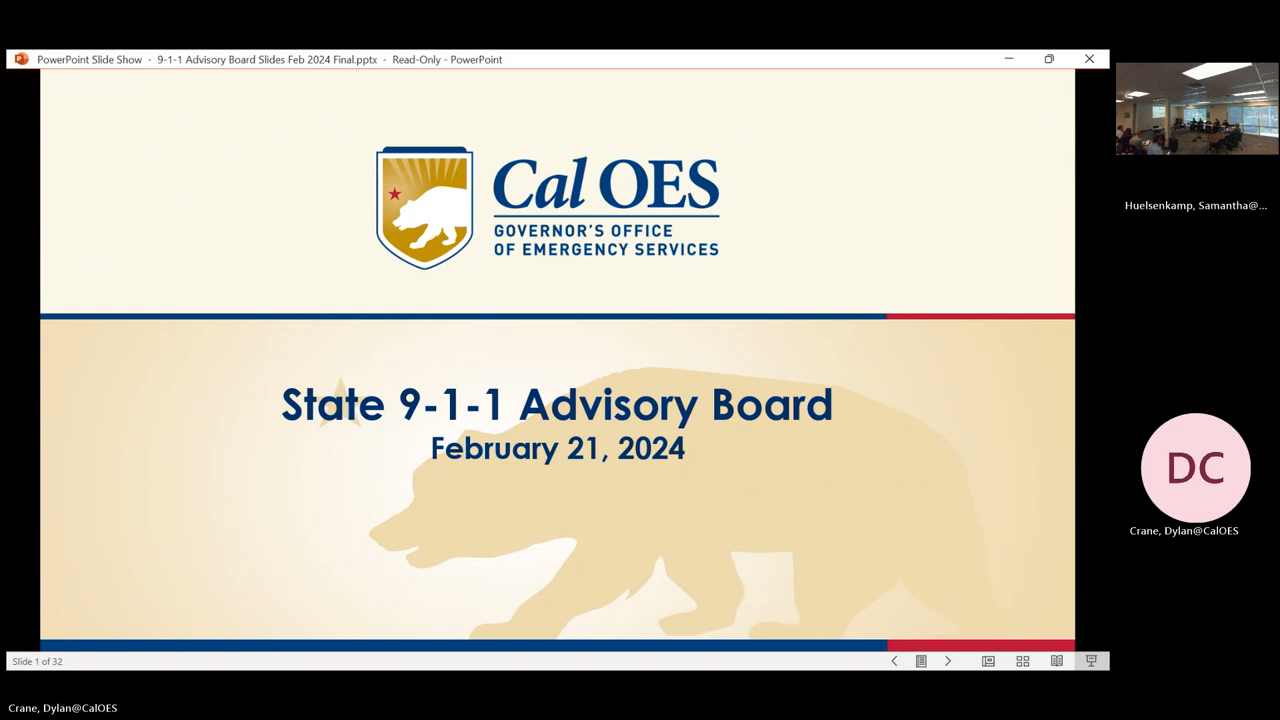 PowerPoint Slide Show - 9-1-1 Advisory Board Slides Feb 2024 Final.pptx - Read-Only - PowerPoint
Cal OES
GOVERNOR'S OFFICE
OF EMERGENCY SERVICES
State 9-1-1 Advisory Board
February 21, 2024
Slide 1 of 32
Huelsenkamp, Samantha@...
DC
Crane, Dylan@CalOES
Crane, Dylan@CalOES